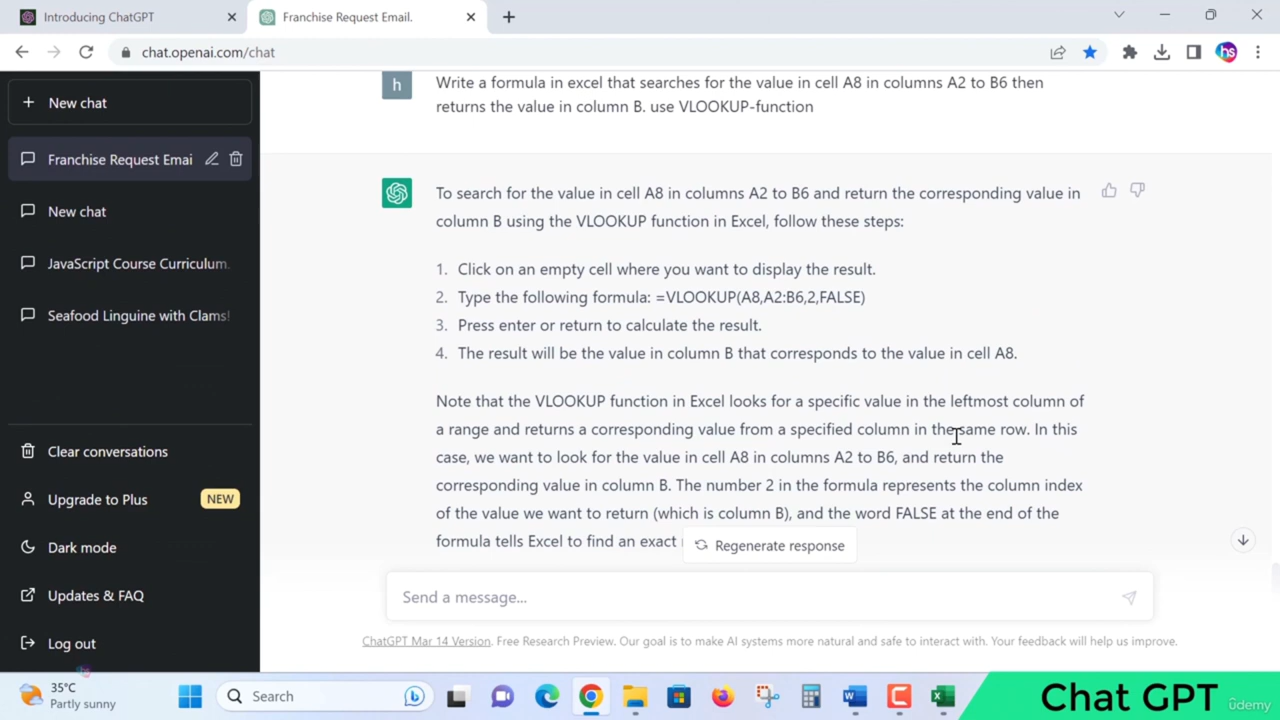 Introducing ChatGPT
Franchise Request Email.
chat.openai.com/chat
hs
New chat
Franchise Request Emai
New chat
JavaScript Course Curriculum.
Seafood Linguine with Clams!
Clear conversations
Upgrade to Plus NEW
Dark mode
Updates & FAQ
Log out
h
Write a formula in excel that searches for the value in cell A8 in columns A2 to B6 then
returns the value in column B. use VLOOKUP-function
To search for the value in cell A8 in columns A2 to B6 and return the corresponding value in
column B using the VLOOKUP function in Excel, follow these steps:
1. Click on an empty cell where you want to display the result.
2. Type the following formula: =VLOOKUP(A8,A2:B6,2,FALSE)
3. Press enter or return to calculate the result.
4. The result will be the value in column B that corresponds to the value in cell A8.
Note that the VLOOKUP function in Excel looks for a specific value in the leftmost column of
a range and returns a corresponding value from a specified column in the same row. In this
case, we want to look for the value in cell A8 in columns A2 to B6, and return the
corresponding value in column B. The number 2 in the formula represents the column index
of the value we want to return (which is column B), and the word FALSE at the end of the
formula tells Excel to find an exact
Regenerate response
Send a message...
ChatGPT Mar 14 Version. Free Research Preview. Our goal is to make AI systems more natural and safe to interact with. Your feedback will help us improve.
35°C
Partly sunny
Search
Chat GPT
ûdemy